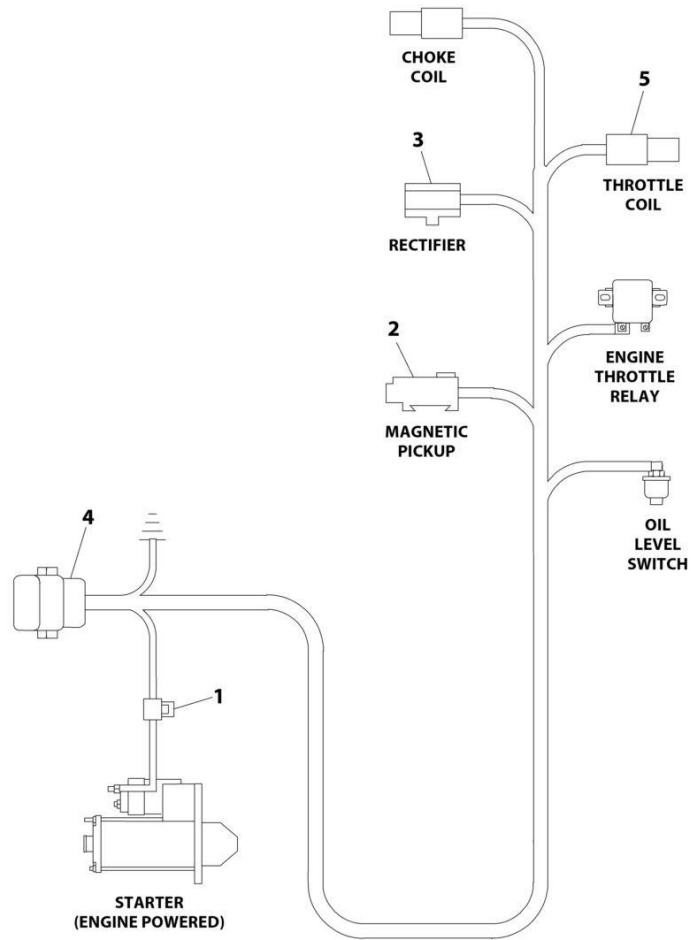 CHOKE
COIL
5
3
THROTTLE
COIL
RECTIFIER
2
ENGINE
THROTTLE
RELAY
MAGNETIC
PICKUP
4
OIL
LEVEL
SWITCH
1
STARTER
(ENGINE POWERED)